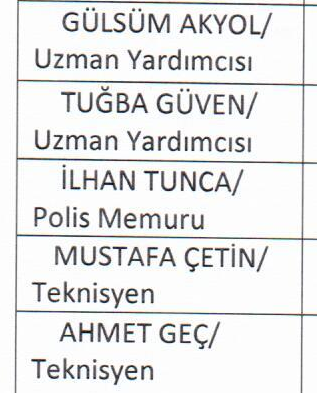 GÜLSÜM AKYOL/
Uzman Yardımcısı
TUĞBA GÜVEN/
Uzman Yardımcısı
İLHAN TUNCA/
Polis Memuru
MUSTAFA ÇETİN/
Teknisyen
AHMET GEÇ/
Teknisyen